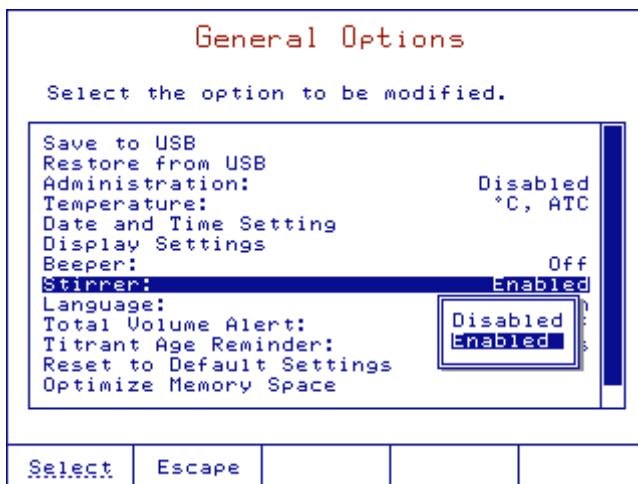 General Options
Select the option to be modified.
Save to USB
Restore from USB
Administration: Disabled
Temperature: °C, ATC
Date and Time Setting
Display Settings
Beeper: Off
Stirrer: Enabled
Language:
Total Volume Alert:
Titrant Age Reminder:
Disabled
Enabled
Reset to Default Settings
Optimize Memory Space
Select Escape